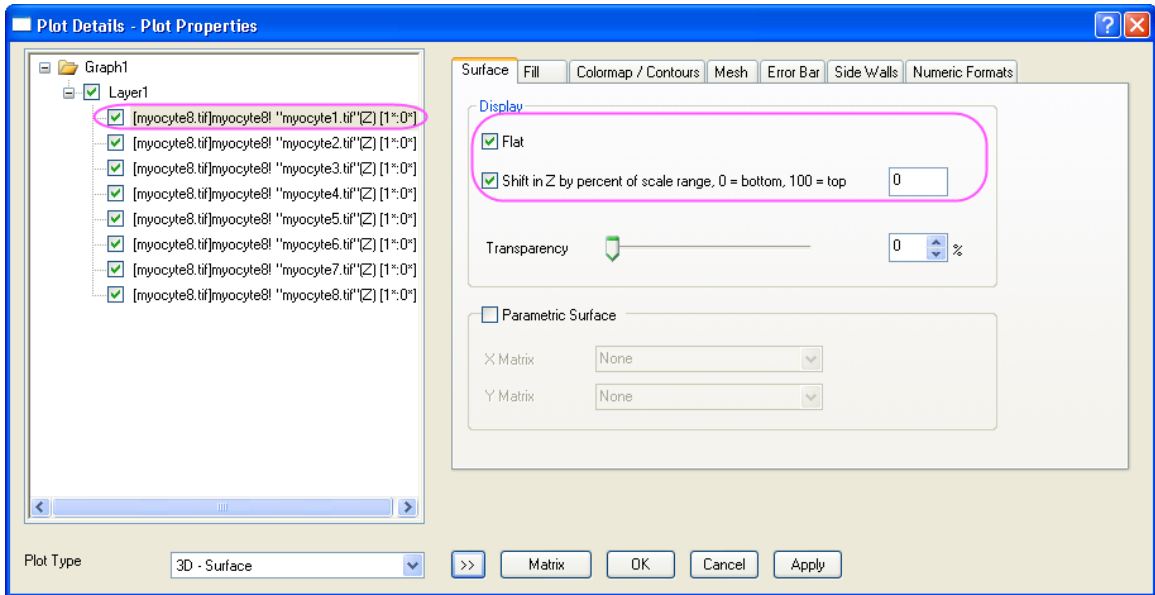 Plot Details - Plot Properties
Graph1
Layer1
[myocyte8.tif]myocyte8! "myocyte1.tif"(Z) [1*:0*]
[myocyte8.tif]myocyte8! "myocyte2.tif"(Z) [1*:0*]
[myocyte8.tif]myocyte8! "myocyte3.tif"(Z) [1*:0*]
[myocyte8.tif]myocyte8! "myocyte4.tif"(Z) [1*:0*]
[myocyte8.tif]myocyte8! "myocyte5.tif"(Z) [1*:0*]
[myocyte8.tif]myocyte8! "myocyte6.tif"(Z) [1*:0*]
[myocyte8.tif]myocyte8! "myocyte7.tif"(Z) [1*:0*]
[myocyte8.tif]myocyte8! "myocyte8.tif"(Z) [1*:0*]
Surface Fill Colormap / Contours Mesh Error Bar Side Walls Numeric Formats
Display
Flat
Shift in Z by percent of scale range, 0 = bottom, 100 = top 0
Transparency 0 %
Parametric Surface
X Matrix None
Y Matrix None
Plot Type 3D - Surface >> Matrix OK Cancel Apply